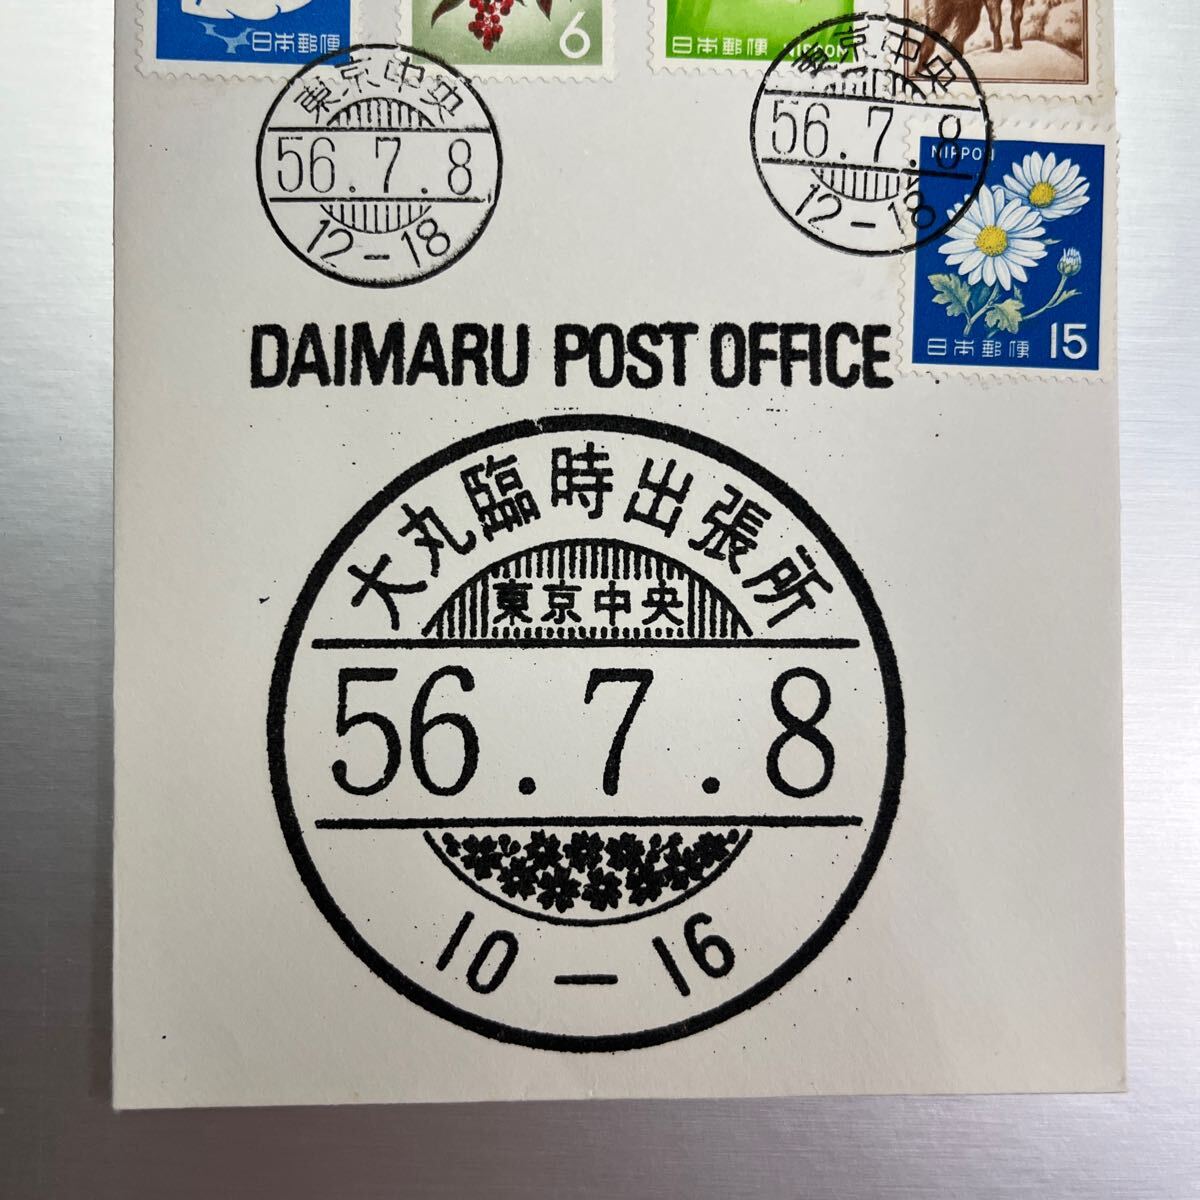 日本郵便
6
日本郵便
NIPPON
東京中央
56.7.8
12-18
東京中央
56.7.8
12-18
NIPPON
日本郵便 15
DAIMARU POST OFFICE
大丸臨時出張所
東京中央
56.7.8
10-16